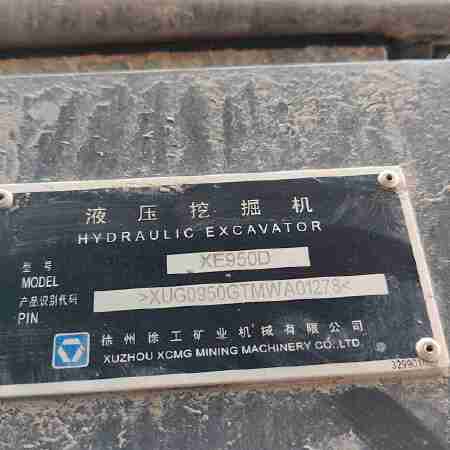 液压挖掘机
HYDRAULIC EXCAVATOR
型号 XE950D
MODEL
产品识别代码 >XUG0950GTMWA01278<
PIN
徐州徐工矿业机械有限公司
XUZHOU XCMG MINING MACHINERY CO.,LTD.